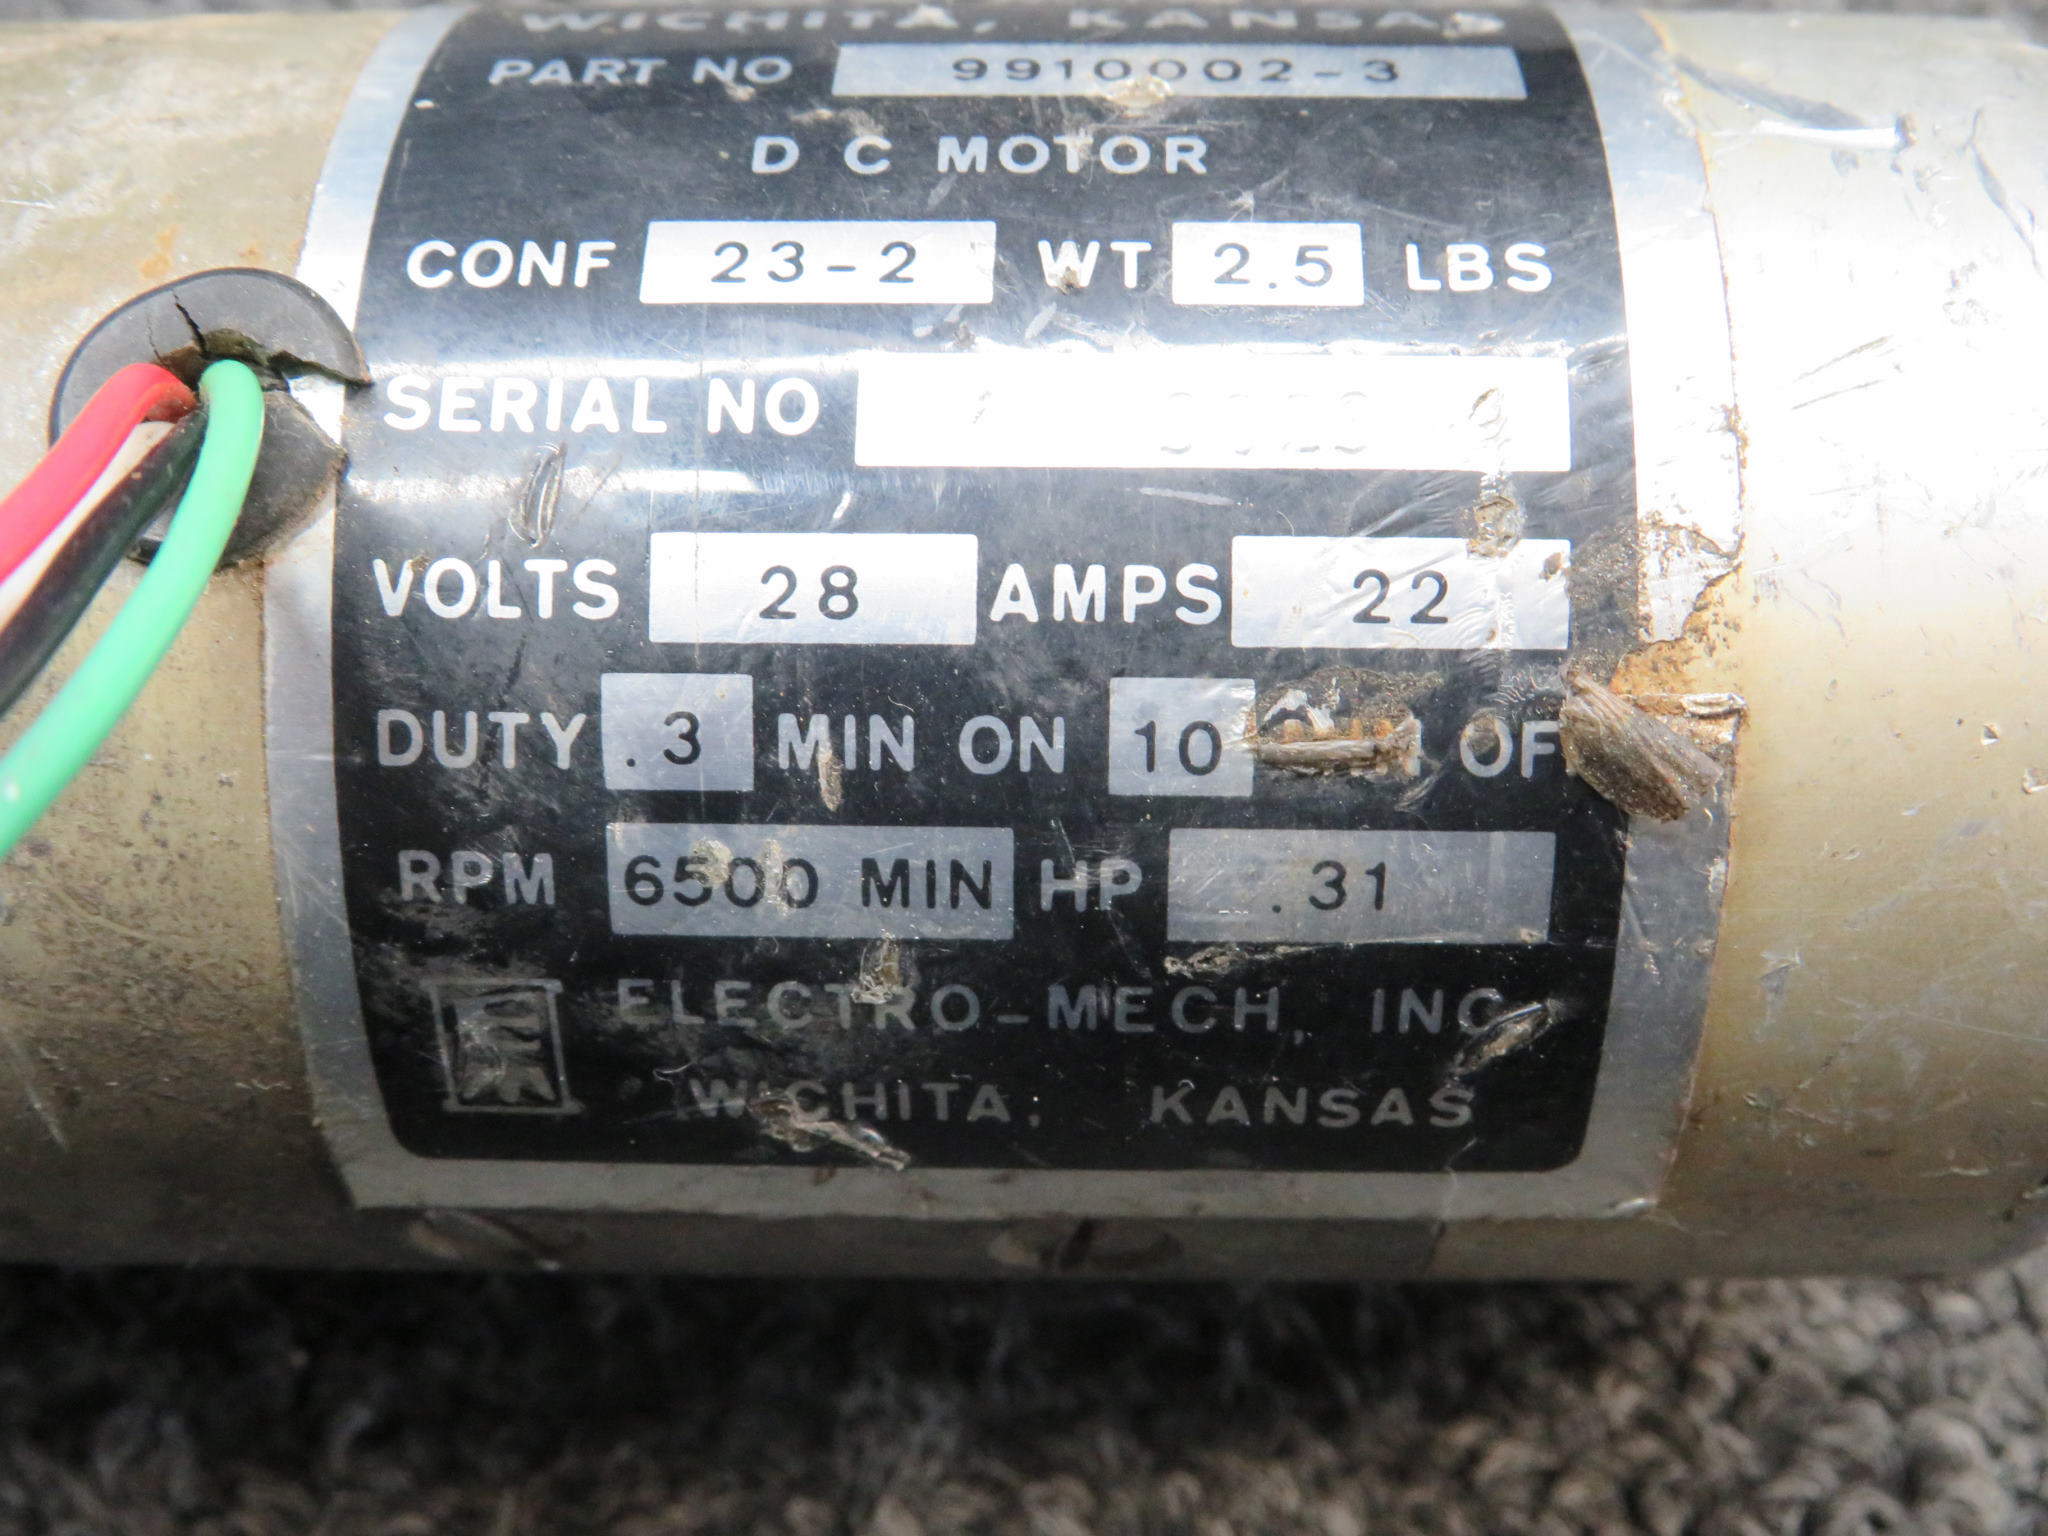 WICHITA, KANSAS
PART NO 9910002-3
D C MOTOR
CONF 23-2 WT 2.5 LBS
SERIAL NO
VOLTS 28 AMPS 22
DUTY .3 MIN ON 10
RPM 6500 MIN HP .31
ELECTRO-MECH, INC
WICHITA, KANSAS